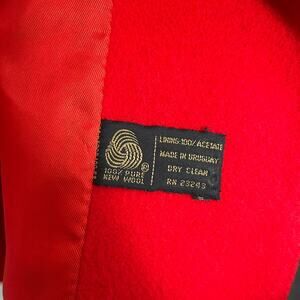 100% PURE
NEW WOOL
®
LINING:100% ACETATE
MADE IN URUGUAY
DRY CLEAN
RN 23243